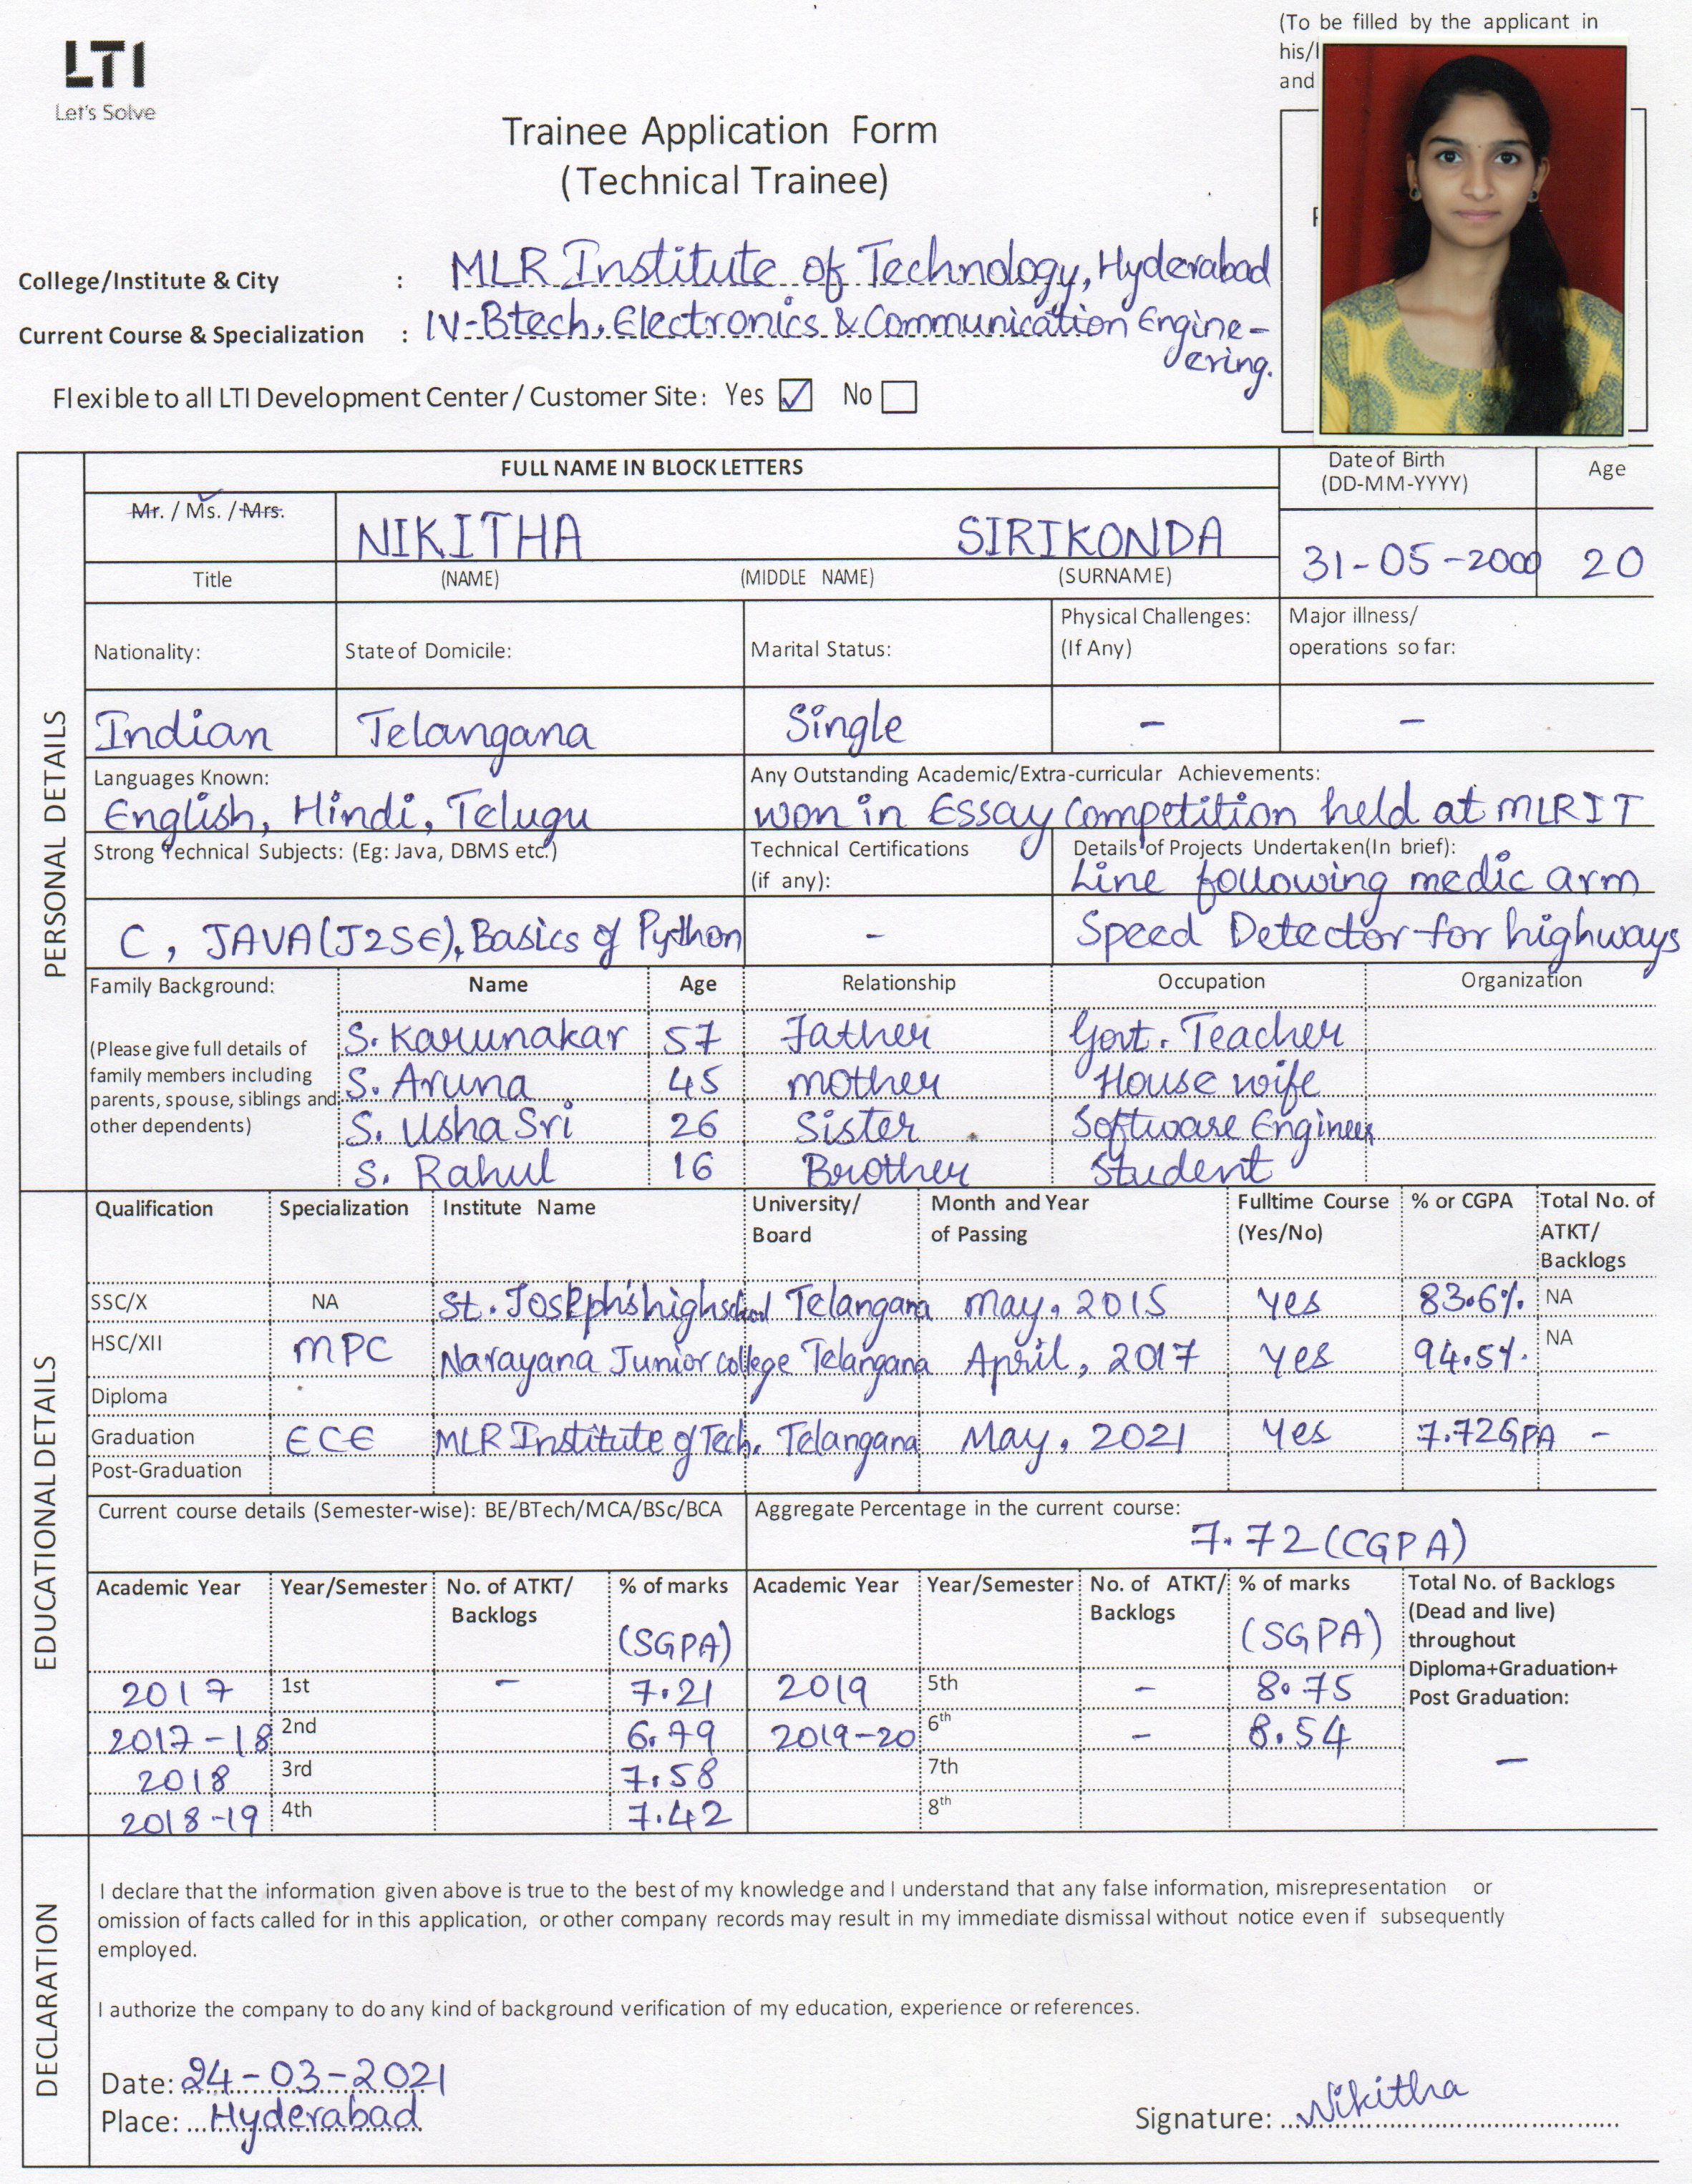 (To be filled by the applicant in
LTI
Let's Solve
and
Trainee Application Form
(Technical Trainee)
College/Institute & City : MLR Institute of Technology, Hyderabad
Current Course & Specialization : IV-Btech, Electronics & Communication Engine-
ering.
Flexible to all LTI Development Center / Customer Site: Yes ☑ No ☐
PERSONAL DETAILS
FULL NAME IN BLOCK LETTERS Date of Birth (DD-MM-YYYY) Age
Mr. / Ms. / Mrs. NIKITHA SIRIKONDA 31-05-2000 20
Title (NAME) (MIDDLE NAME) (SURNAME)
Nationality: State of Domicile: Marital Status: Physical Challenges: (If Any) Major illness/ operations so far:
Indian Telangana Single - -
Languages Known: Any Outstanding Academic/Extra-curricular Achievements:
English, Hindi, Telugu won in Essay Competition held at MLRIT
Strong Technical Subjects: (Eg: Java, DBMS etc.) Technical Certifications (if any): Details of Projects Undertaken(In brief):
Line following medic arm
C, JAVA(J2SE), Basics of Python - Speed Detector for highways
Family Background: Name Age Relationship Occupation Organization
(Please give full details of family members including parents, spouse, siblings and other dependents)
S. Karunakar 57 Father Govt. Teacher
S. Aruna 45 mother House wife
S. Usha Sri 26 Sister Software Engineer
S. Rahul 16 Brother Student
EDUCATIONAL DETAILS
Qualification Specialization Institute Name University/ Board Month and Year of Passing Fulltime Course (Yes/No) % or CGPA Total No. of ATKT/ Backlogs
SSC/X NA St. Joseph's high school Telangana May, 2015 Yes 83.6% NA
HSC/XII MPC Narayana Junior college Telangana April, 2017 Yes 94.5% NA
Diploma
Graduation ECE MLR Institute of Tech. Telangana May, 2021 Yes 7.72GPA -
Post-Graduation
Current course details (Semester-wise): BE/BTech/MCA/BSc/BCA Aggregate Percentage in the current course:
7.72 (CGPA)
Academic Year Year/Semester No. of ATKT/ Backlogs % of marks (SGPA) Academic Year Year/Semester No. of ATKT/ Backlogs % of marks (SGPA) Total No. of Backlogs (Dead and live) throughout Diploma+Graduation+ Post Graduation:
2017 1st - 7.21 2019 5th - 8.75
2017-18 2nd 6.79 2019-20 6th - 8.54
2018 3rd 7.58 7th -
2018-19 4th 7.42 8th
DECLARATION
I declare that the information given above is true to the best of my knowledge and I understand that any false information, misrepresentation or
omission of facts called for in this application, or other company records may result in my immediate dismissal without notice even if subsequently
employed.
I authorize the company to do any kind of background verification of my education, experience or references.
Date: 24-03-2021
Place: Hyderabad
Signature: Nikitha